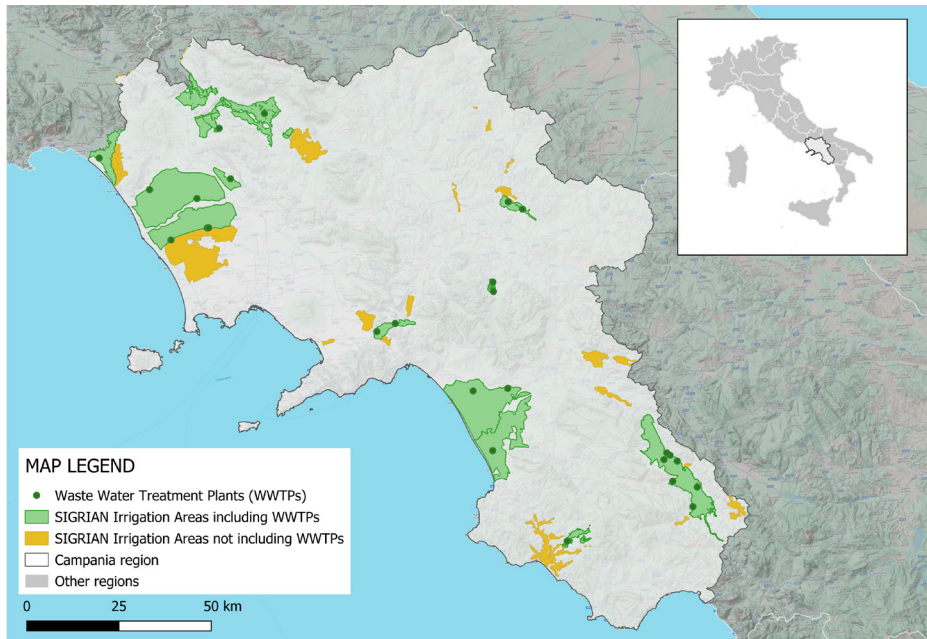 MAP LEGEND
Waste Water Treatment Plants (WWTPs)
SIGRIAN Irrigation Areas including WWTPs
SIGRIAN Irrigation Areas not including WWTPs
Campania region
Other regions
0 25 50 km